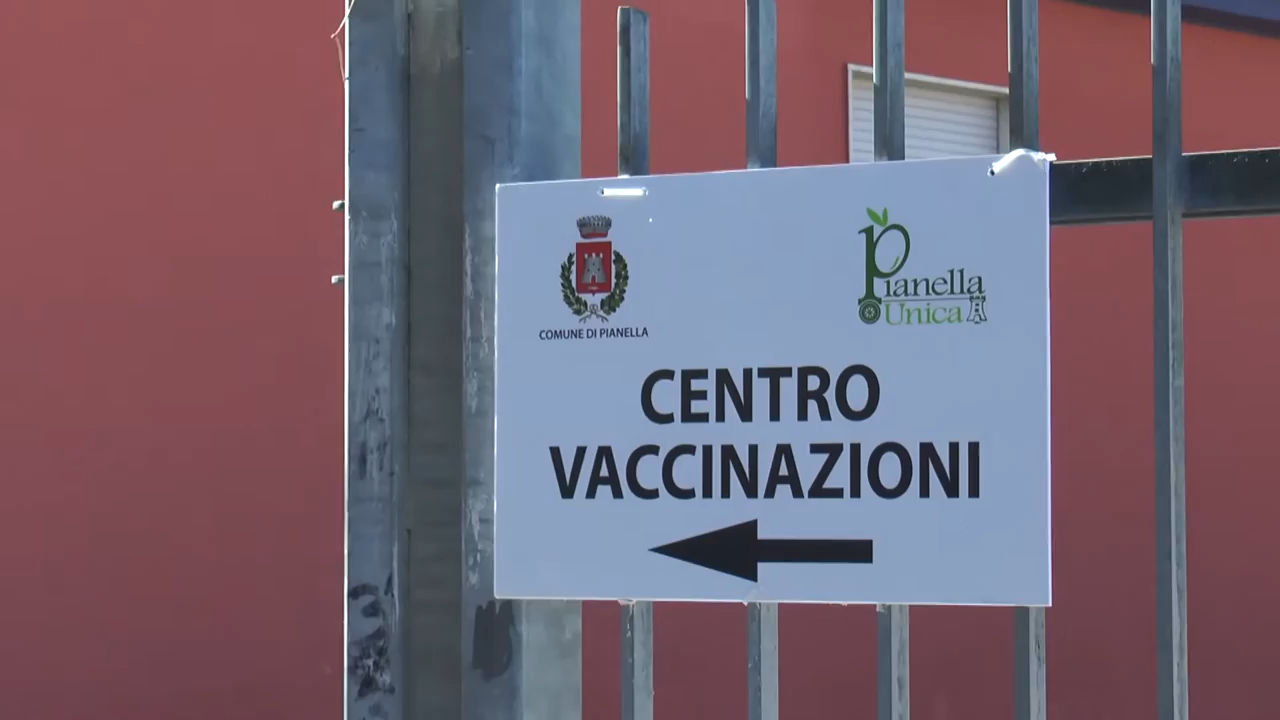 COMUNE DI PIANELLA
Pianella
Unica
CENTRO
VACCINAZIONI